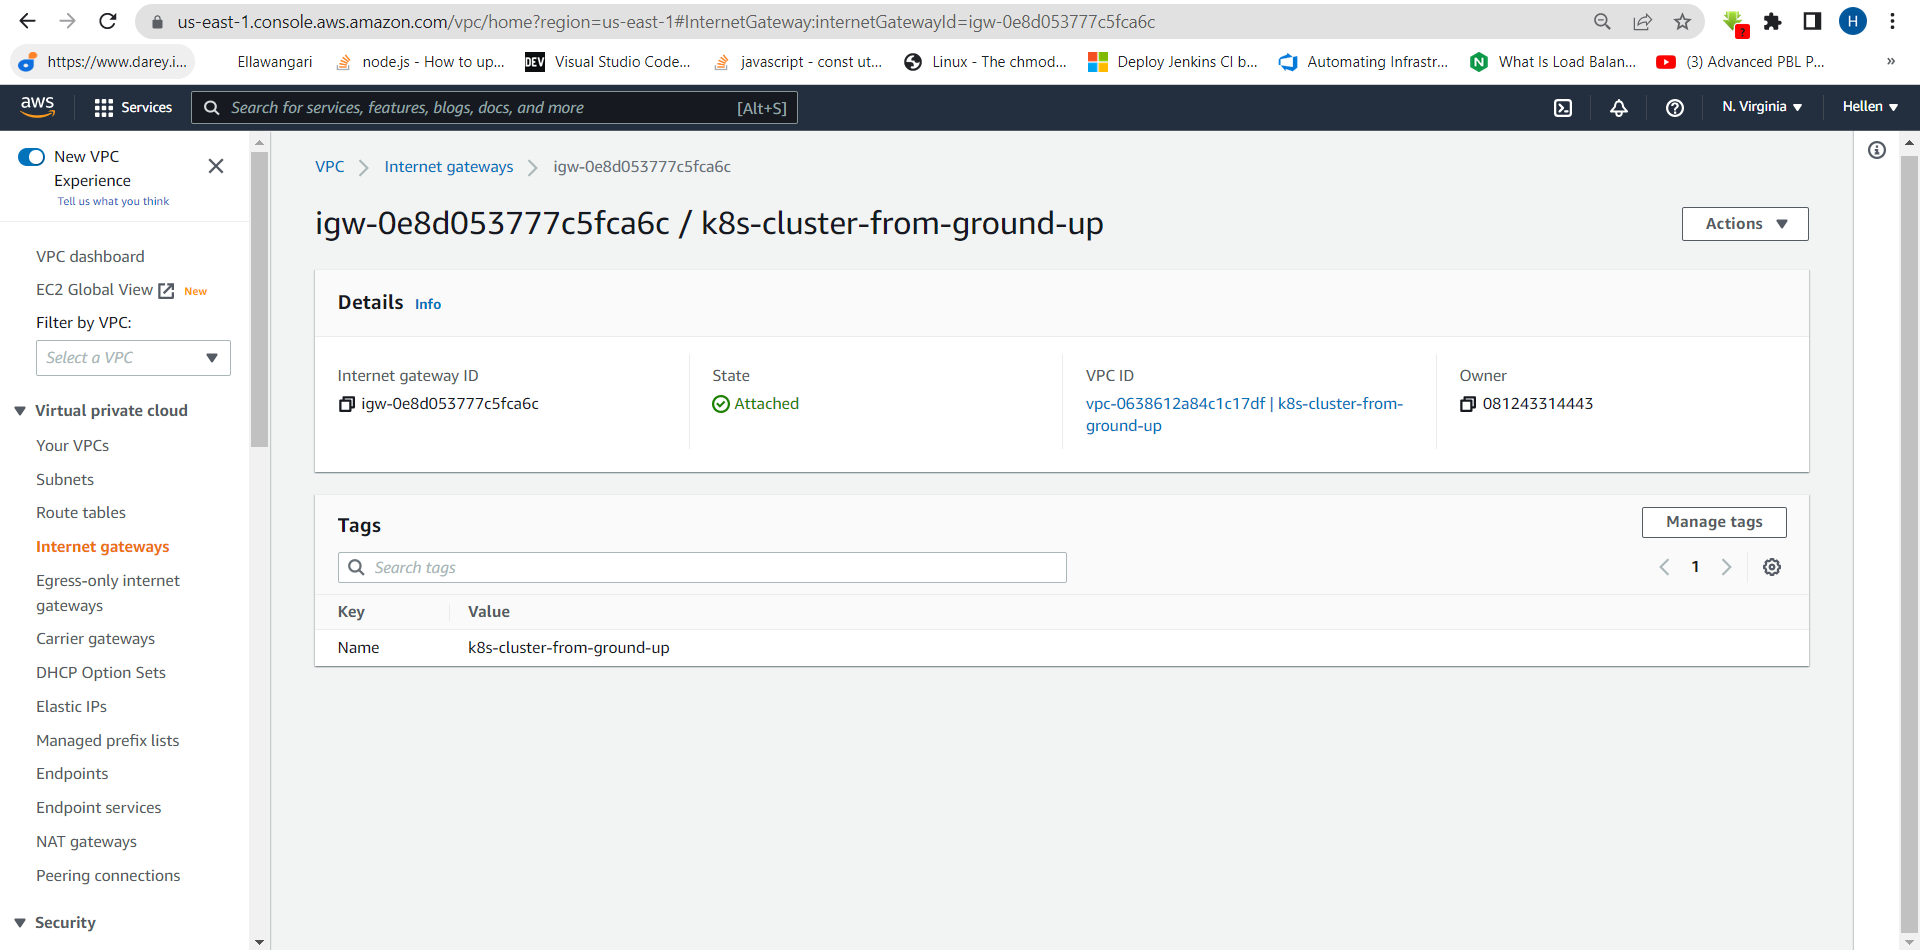 us-east-1.console.aws.amazon.com/vpc/home?region=us-east-1#InternetGateway:internetGatewayId=igw-0e8d053777c5fca6c
?
H
https://www.darey.i...
Ellawangari
node.js - How to up...
DEV
Visual Studio Code...
javascript - const ut...
Linux - The chmod...
Deploy Jenkins CI b...
Automating Infrastr...
N
What Is Load Balan...
(3) Advanced PBL P...
»
aws
Services
Search for services, features, blogs, docs, and more
[Alt+S]
N. Virginia
Hellen
New VPC
Experience
Tell us what you think
VPC dashboard
EC2 Global View
New
Filter by VPC:
Select a VPC
Virtual private cloud
Your VPCs
Subnets
Route tables
Internet gateways
Egress-only internet
gateways
Carrier gateways
DHCP Option Sets
Elastic IPs
Managed prefix lists
Endpoints
Endpoint services
NAT gateways
Peering connections
Security
VPC
Internet gateways
igw-0e8d053777c5fca6c
igw-0e8d053777c5fca6c / k8s-cluster-from-ground-up
Actions
Details
Info
Internet gateway ID
igw-0e8d053777c5fca6c
State
Attached
VPC ID
vpc-0638612a84c1c17df | k8s-cluster-from-
ground-up
Owner
081243314443
Tags
Manage tags
Search tags
1
Key
Value
Name
k8s-cluster-from-ground-up